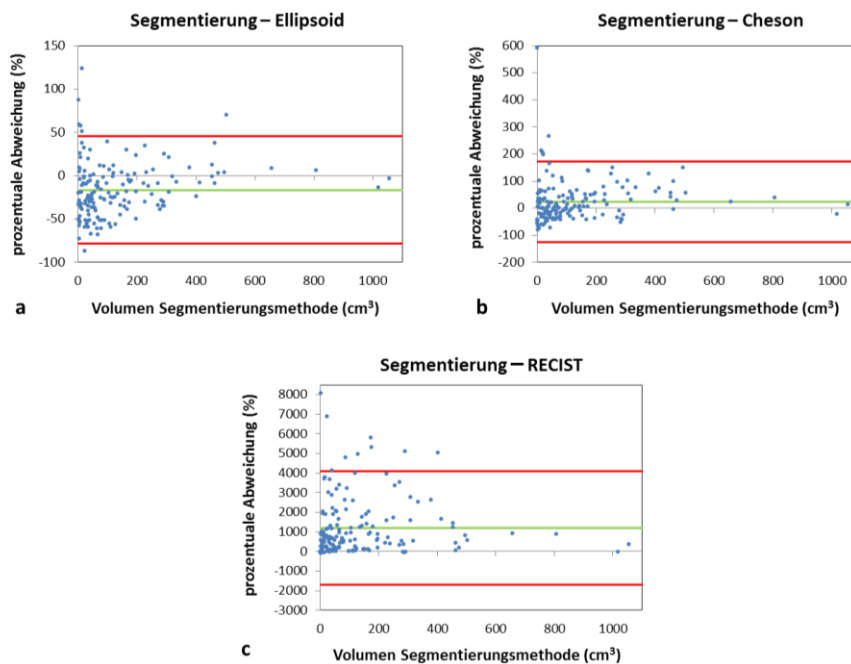 Segmentierung – Ellipsoid
prozentuale Abweichung (%)
150
100
50
0
-50
-100
0 200 400 600 800 1000
Volumen Segmentierungsmethode (cm³)
a
Segmentierung – Cheson
prozentuale Abweichung (%)
600
500
400
300
200
100
0
-100
-200
0 200 400 600 800 1000
Volumen Segmentierungsmethode (cm³)
b
Segmentierung – RECIST
prozentuale Abweichung (%)
8000
7000
6000
5000
4000
3000
2000
1000
0
-1000
-2000
-3000
0 200 400 600 800 1000
Volumen Segmentierungsmethode (cm³)
c